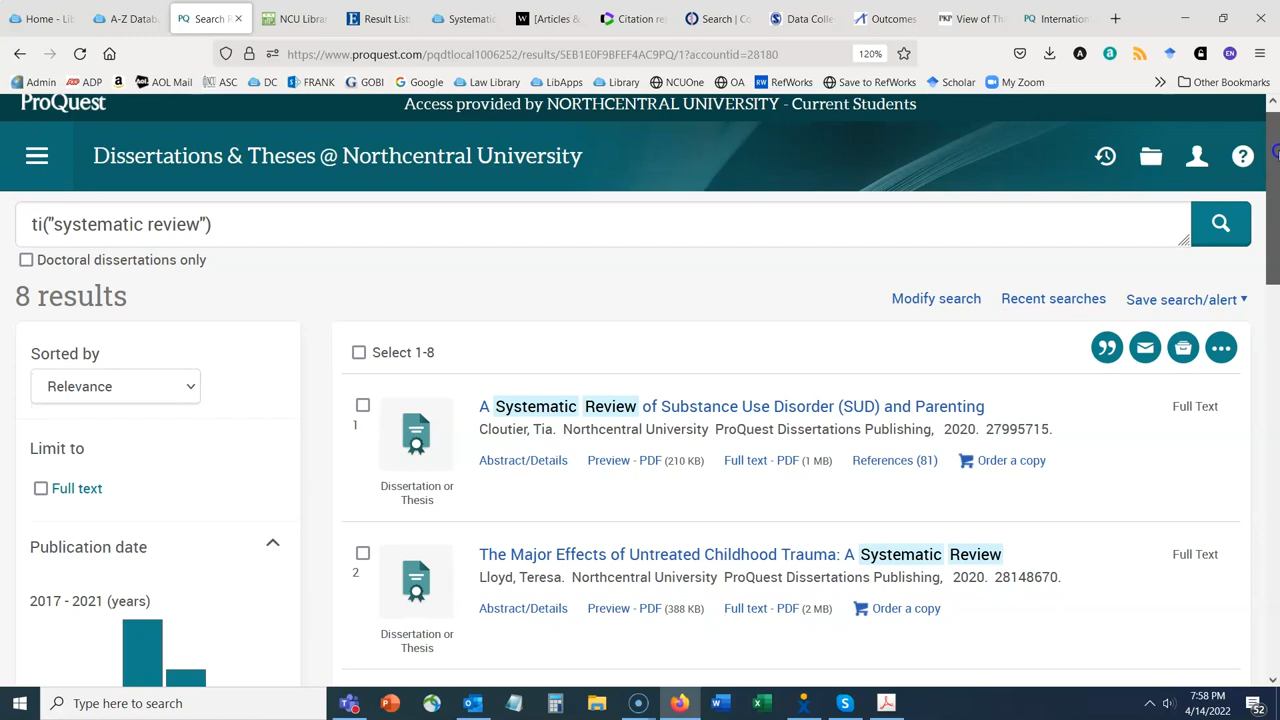 Home - Lib
A-Z Datab
PQ Search R
NCU Librar
Result List
Systematic
[Articles &
Citation re
Search | Co
Data Colle
Outcomes
PKP View of Th
PQ Internation
https://www.proquest.com/pqdtlocal1006252/results/5EB1E0F9BFEF4AC9PQ/1?accountid=28180
120%
EN
Admin ADP Audible AOL Mail ASC DC FRANK GOBI Google Law Library LibApps Library NCUOne OA RefWorks Save to RefWorks Scholar My Zoom Other Bookmarks
ProQuest
Access provided by NORTHCENTRAL UNIVERSITY - Current Students
Dissertations & Theses @ Northcentral University
ti("systematic review")
Doctoral dissertations only
8 results
Modify search Recent searches Save search/alert
Sorted by
Relevance
Limit to
Full text
Publication date
2017 - 2021 (years)
Select 1-8
1
A Systematic Review of Substance Use Disorder (SUD) and Parenting
Full Text
Cloutier, Tia. Northcentral University ProQuest Dissertations Publishing, 2020. 27995715.
Abstract/Details Preview - PDF (210 KB) Full text - PDF (1 MB) References (81) Order a copy
Dissertation or
Thesis
2
The Major Effects of Untreated Childhood Trauma: A Systematic Review
Full Text
Lloyd, Teresa. Northcentral University ProQuest Dissertations Publishing, 2020. 28148670.
Abstract/Details Preview - PDF (388 KB) Full text - PDF (2 MB) Order a copy
Dissertation or
Thesis
Type here to search
7:58 PM
4/14/2022
52